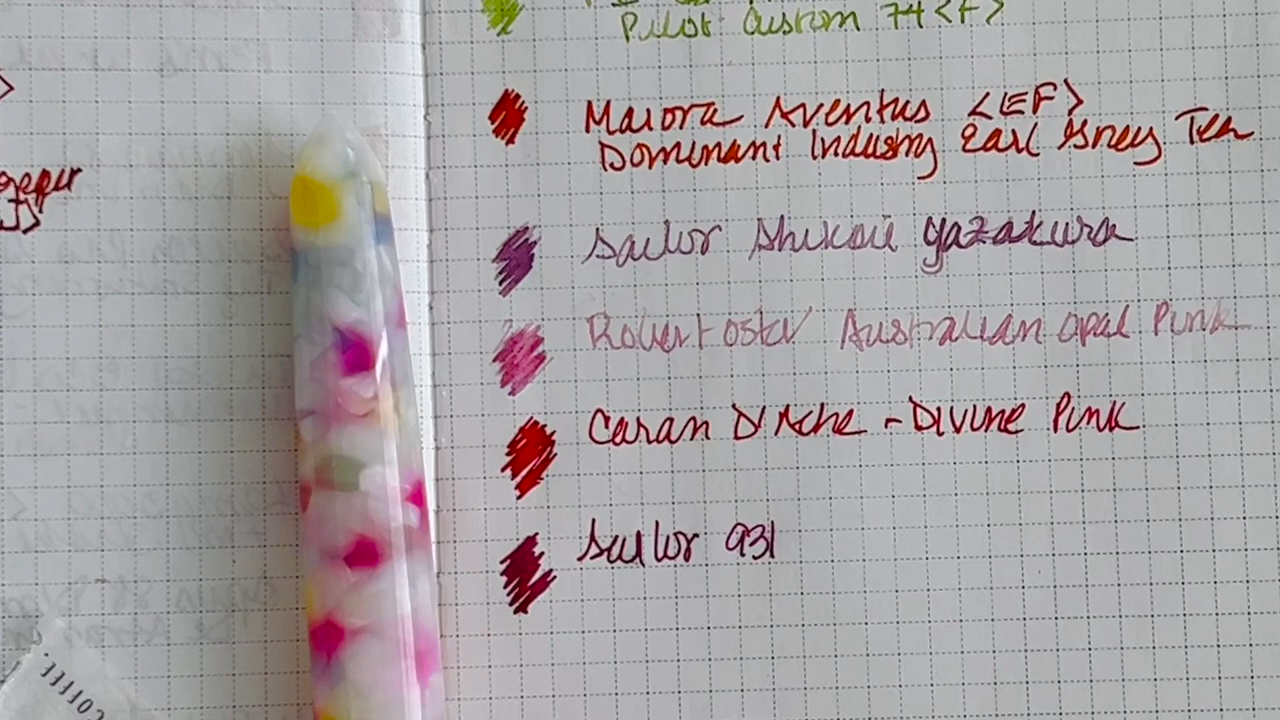 Pilot Custom 74 <F>
Maiora Aventus <EF>
Dominant Industry Earl Grey Tea
Sailor Shikiori yozakura
Robert oster Australian opal Pink
Caran D'Ache - Divine Pink
Sailor 931
COFFEE.